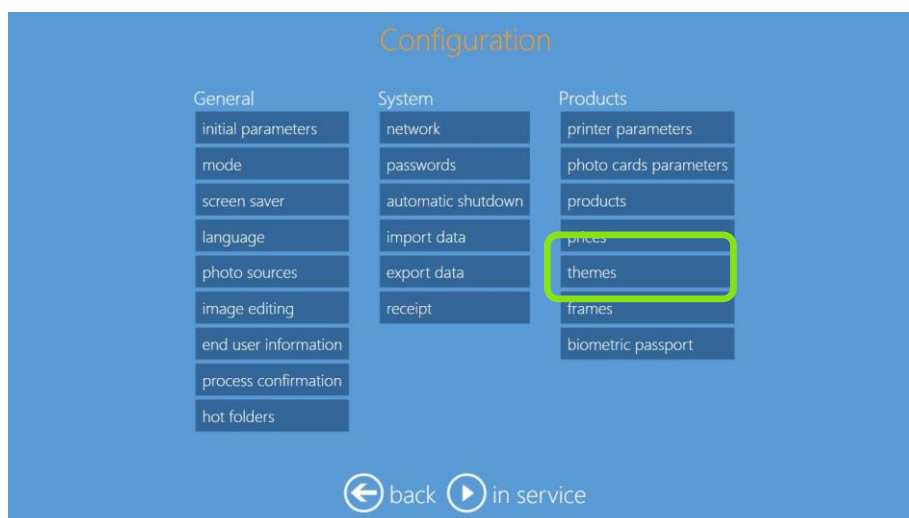 Configuration
General
initial parameters
mode
screen saver
language
photo sources
image editing
end user information
process confirmation
hot folders
System
network
passwords
automatic shutdown
import data
export data
receipt
Products
printer parameters
photo cards parameters
products
prices
themes
frames
biometric passport
back in service